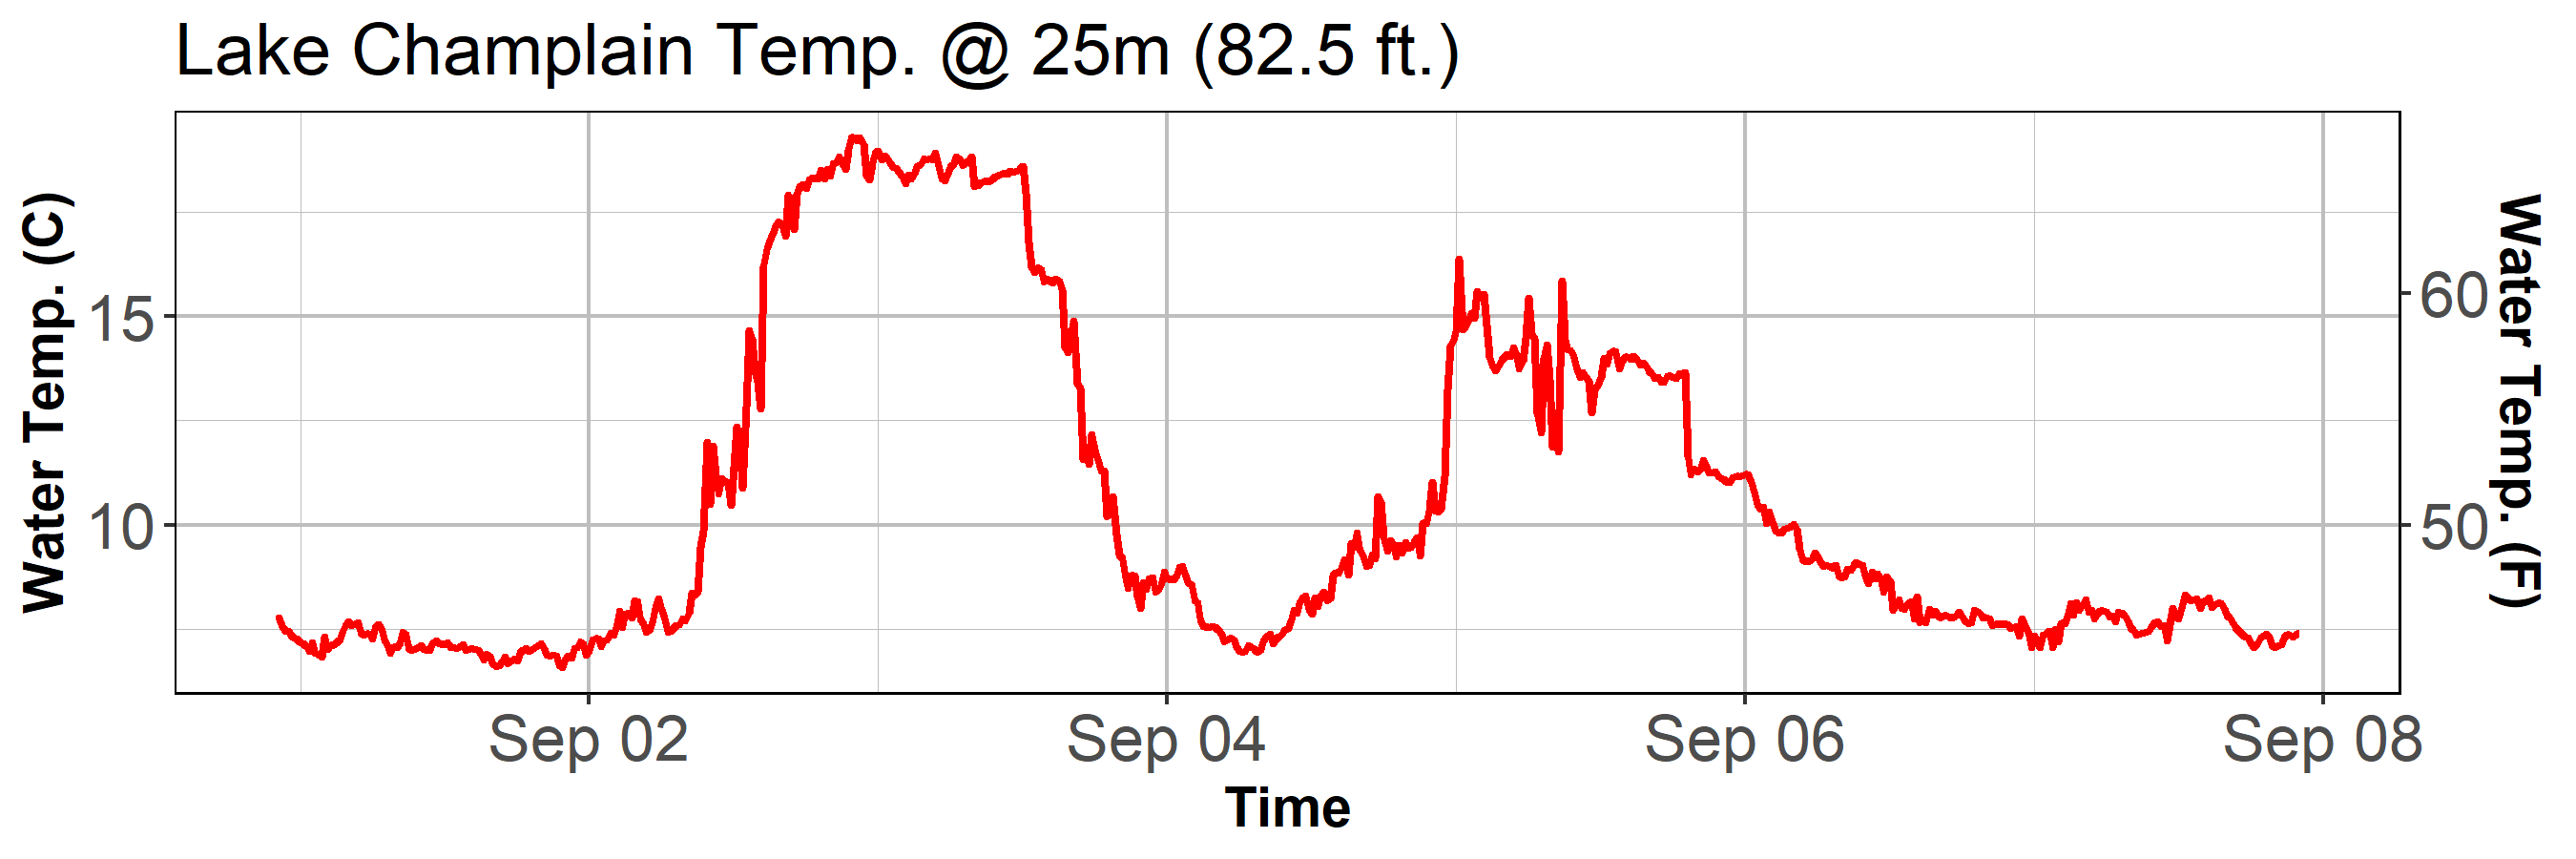 Lake Champlain Temp. @ 25m (82.5 ft.)
Water Temp. (C)
15
10
60
50
Water Temp. (F)
Sep 02
Sep 04
Sep 06
Sep 08
Time